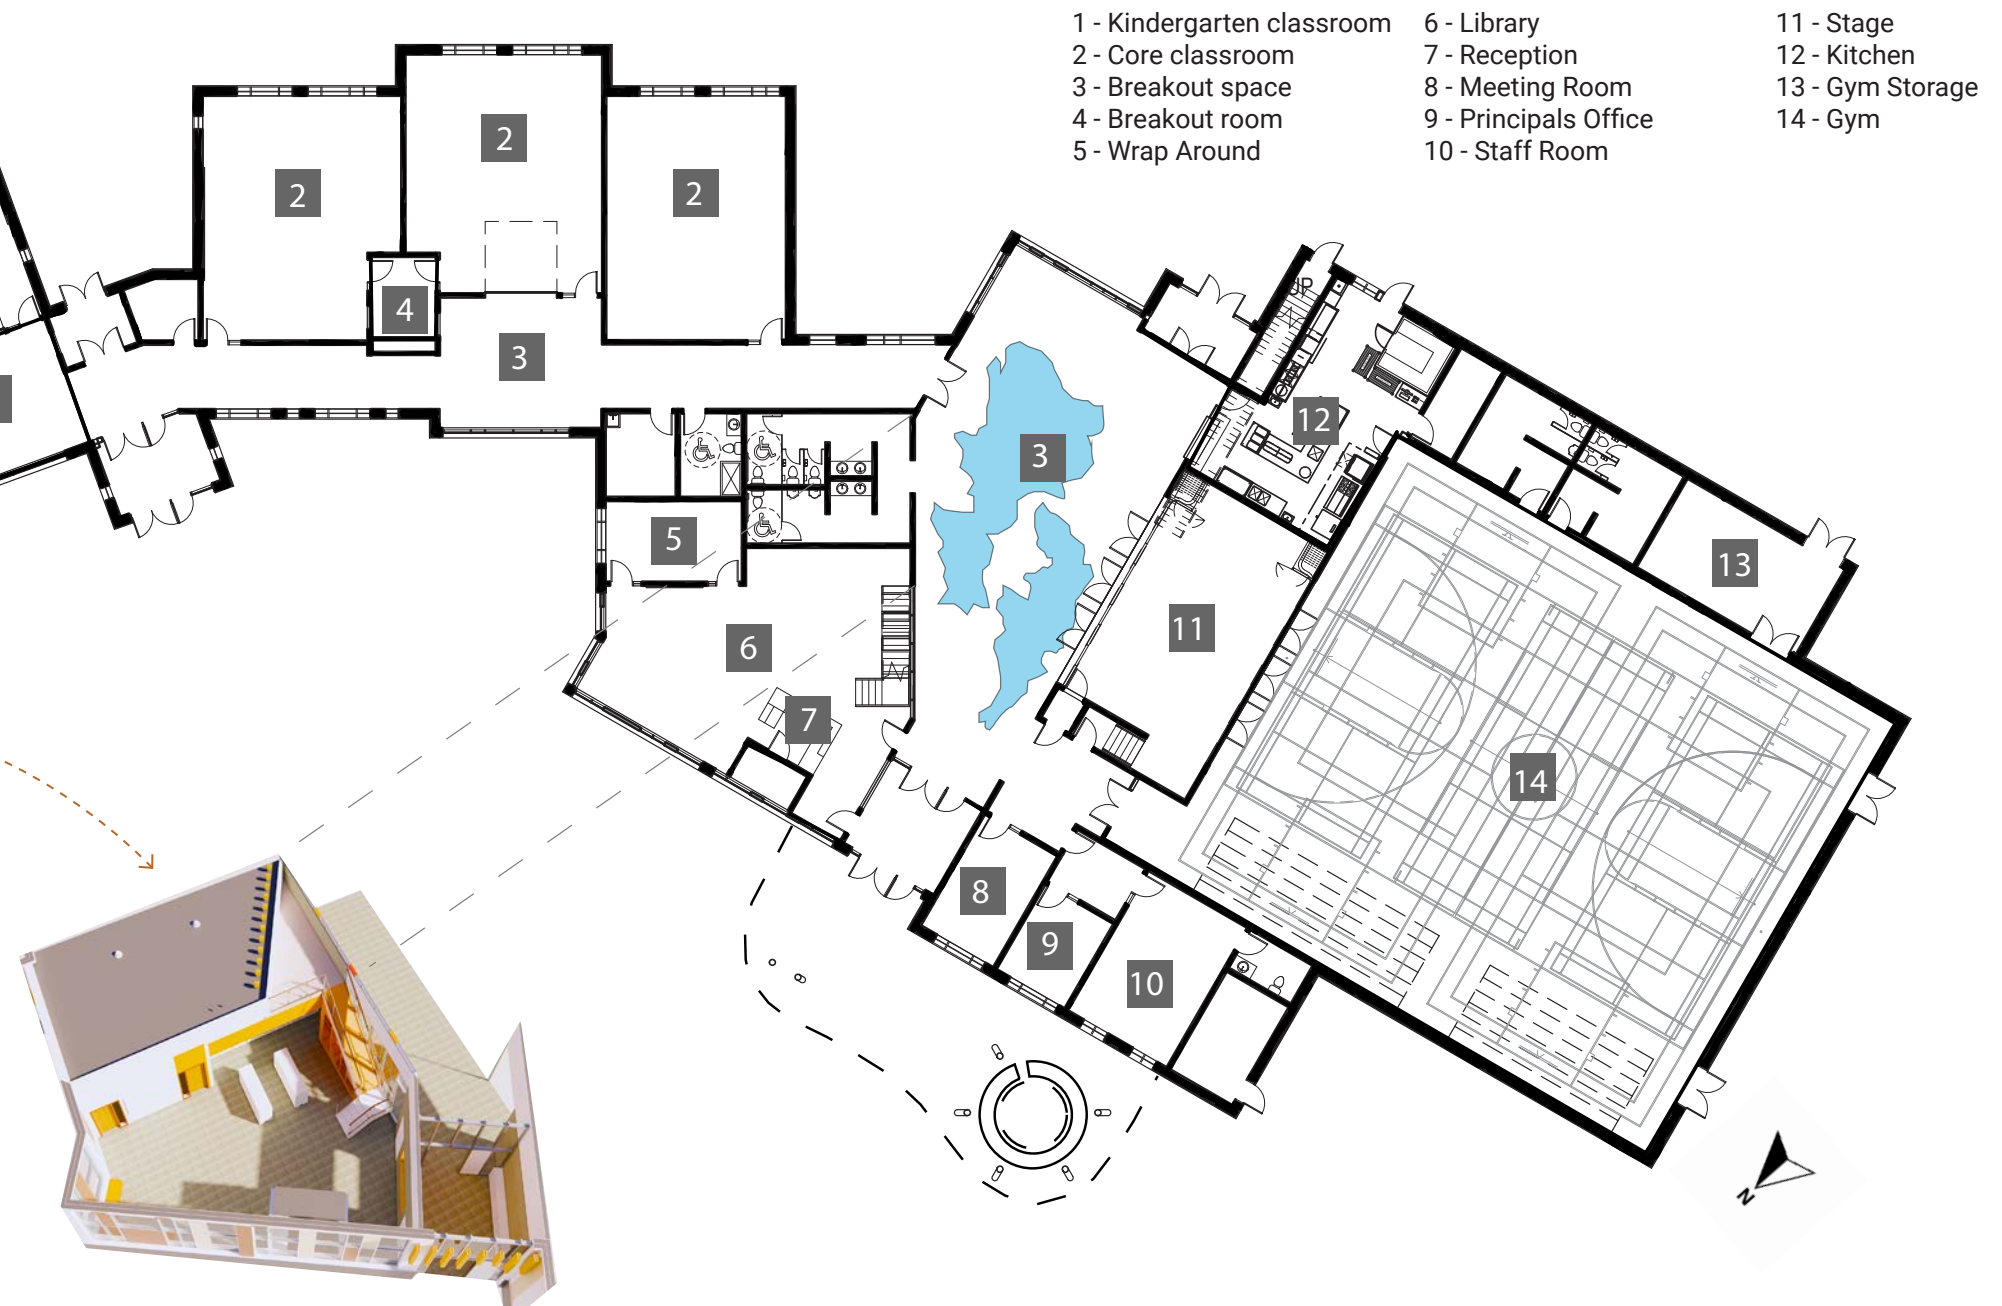 1 - Kindergarten classroom
2 - Core classroom
3 - Breakout space
4 - Breakout room
5 - Wrap Around
6 - Library
7 - Reception
8 - Meeting Room
9 - Principals Office
10 - Staff Room
11 - Stage
12 - Kitchen
13 - Gym Storage
14 - Gym
2
2
2
4
3
UP
12
3
5
13
11
6
7
14
8
9
10
N